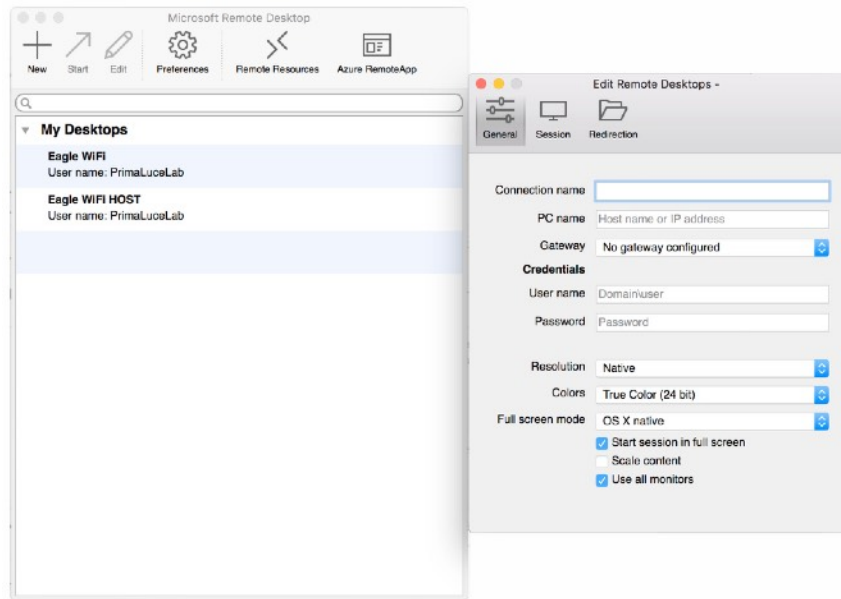 Microsoft Remote Desktop
New Start Edit Preferences Remote Resources Azure RemoteApp
My Desktops
Eagle WiFi
User name: PrimaLuceLab
Eagle WiFi HOST
User name: PrimaLuceLab
Edit Remote Desktops -
General Session Redirection
Connection name
PC name Host name or IP address
Gateway No gateway configured
Credentials
User name Domain\user
Password Password
Resolution Native
Colors True Color (24 bit)
Full screen mode OS X native
Start session in full screen
Scale content
Use all monitors